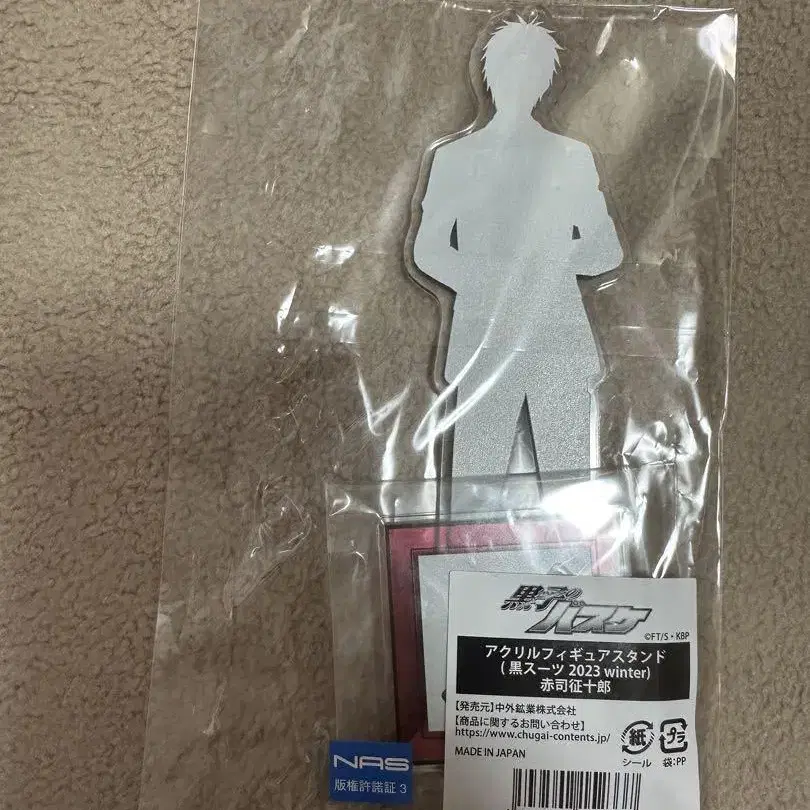 黒子の
バスケ
©FT/S・KBP
アクリルフィギュアスタンド
(黒スーツ 2023 winter)
赤司征十郎
【発売元】中外鉱業株式会社
【商品に関するお問い合わせ】
https://www.chugai-contents.jp/
MADE IN JAPAN
紙
シール
プラ
袋:PP
NAS
版権許諾証 3